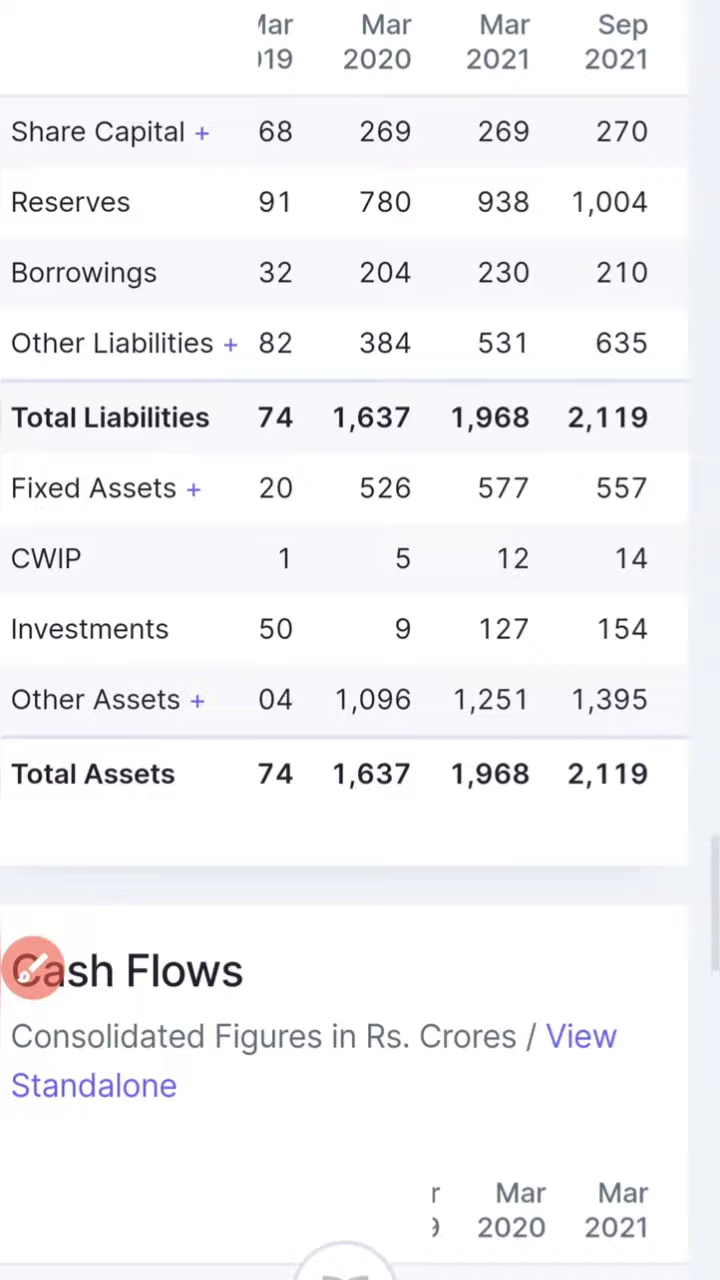 Mar Mar Mar Sep
19 2020 2021 2021
Share Capital + 68 269 269 270
Reserves 91 780 938 1,004
Borrowings 32 204 230 210
Other Liabilities + 82 384 531 635
Total Liabilities 74 1,637 1,968 2,119
Fixed Assets + 20 526 577 557
CWIP 1 5 12 14
Investments 50 9 127 154
Other Assets + 04 1,096 1,251 1,395
Total Assets 74 1,637 1,968 2,119
Cash Flows
Consolidated Figures in Rs. Crores / View
Standalone
r Mar Mar
9 2020 2021